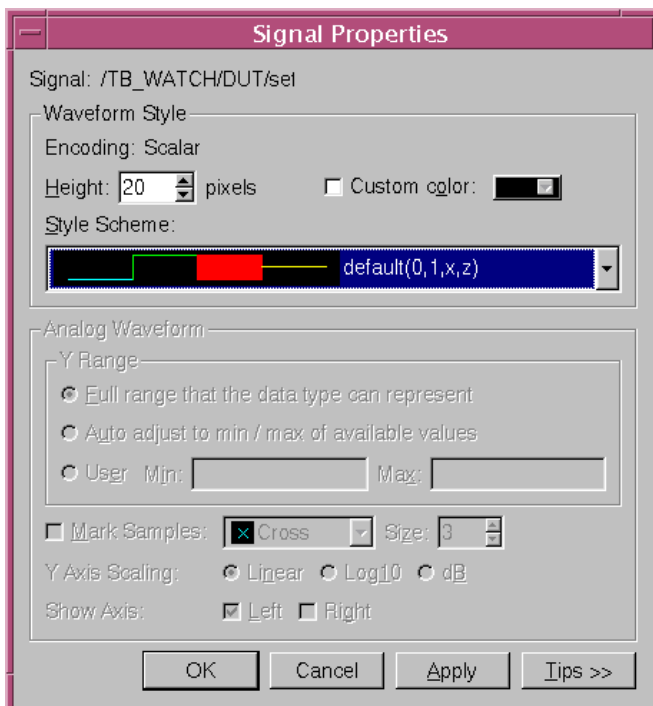 Signal Properties
Signal: /TB_WATCH/DUT/set
Waveform Style
Encoding: Scalar
Height: 20 pixels Custom color:
Style Scheme:
default(0,1,x,z)
Analog Waveform
Y Range
Full range that the data type can represent
Auto adjust to min / max of available values
User Min: Max:
Mark Samples: Cross Size: 3
Y Axis Scaling: Linear Log10 dB
Show Axis: Left Right
OK Cancel Apply Tips >>